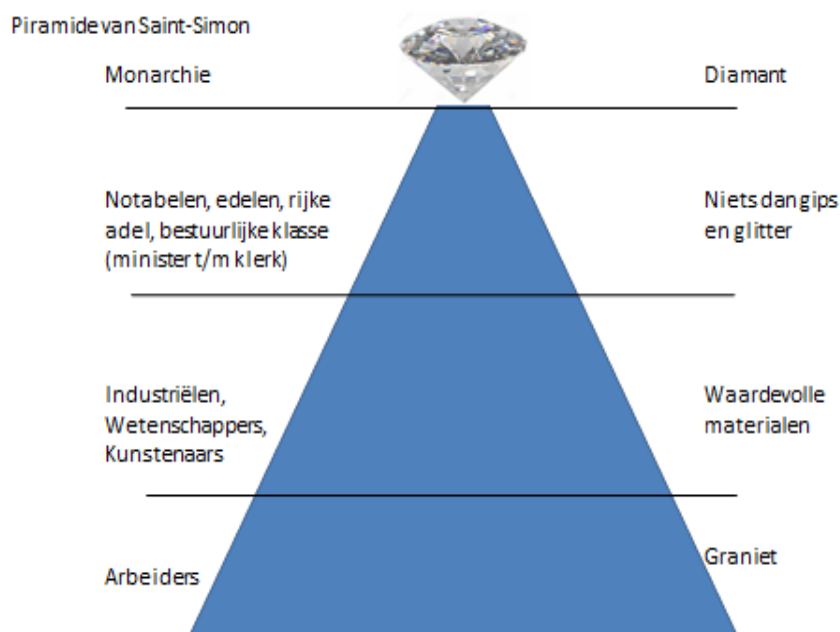 Piramide van Saint-Simon
Monarchie
Diamant
Notabelen, edelen, rijke
adel, bestuurlijke klasse
(minister t/m klerk)
Niets dan gips
en glitter
Industriëlen,
Wetenschappers,
Kunstenaars
Waardevolle
materialen
Arbeiders
Graniet